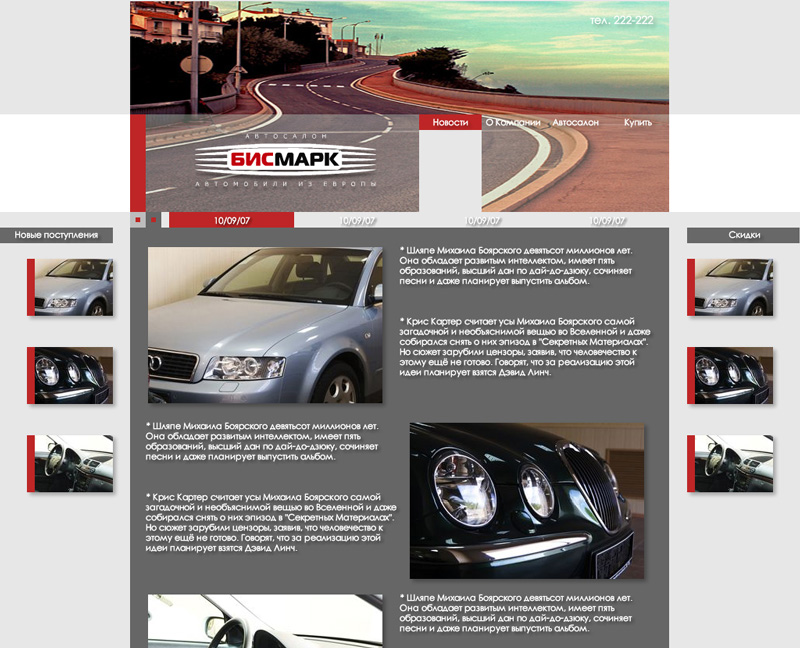 тел. 222-222
Новости
О Компании
Автосалон
Купить
АВТОСАЛОН
БИСМАРК
АВТОМОБИЛИ ИЗ ЕВРОПЫ
10/09/07
10/09/07
10/09/07
10/09/07
Новые поступления
Скидки
* Шляпе Михаила Боярского девятьсот миллионов лет.
Она обладает развитым интеллектом, имеет пять
образований, высший дан по дай-до-дзюку, сочиняет
песни и даже планирует выпустить альбом.
* Крис Картер считает усы Михаила Боярского самой
загадочной и необъяснимой вещью во Вселенной и даже
собирался снять о них эпизод в "Секретных Материалах".
Но сюжет зарубили цензоры, заявив, что человечество к
этому ещё не готово. Говорят, что за реализацию этой
идеи планирует взятся Дэвид Линч.
* Шляпе Михаила Боярского девятьсот миллионов лет.
Она обладает развитым интеллектом, имеет пять
образований, высший дан по дай-до-дзюку, сочиняет
песни и даже планирует выпустить альбом.
* Крис Картер считает усы Михаила Боярского самой
загадочной и необъяснимой вещью во Вселенной и даже
собирался снять о них эпизод в "Секретных Материалах".
Но сюжет зарубили цензоры, заявив, что человечество к
этому ещё не готово. Говорят, что за реализацию этой
идеи планирует взятся Дэвид Линч.
* Шляпе Михаила Боярского девятьсот миллионов лет.
Она обладает развитым интеллектом, имеет пять
образований, высший дан по дай-до-дзюку, сочиняет
песни и даже планирует выпустить альбом.